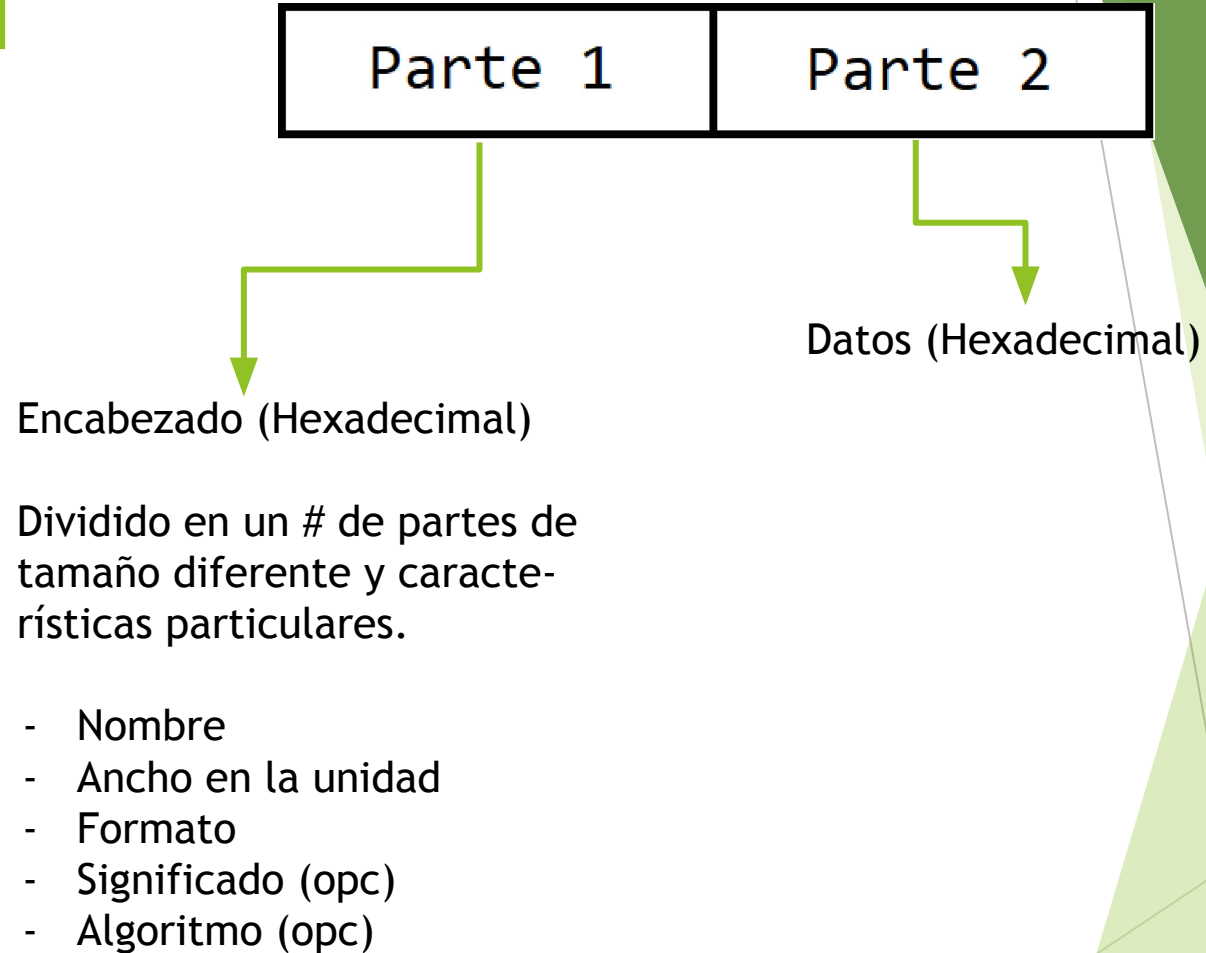 Parte 1
Parte 2
Datos (Hexadecimal)
Encabezado (Hexadecimal)
Dividido en un # de partes de
tamaño diferente y caracte-
rísticas particulares.
- Nombre
- Ancho en la unidad
- Formato
- Significado (opc)
- Algoritmo (opc)